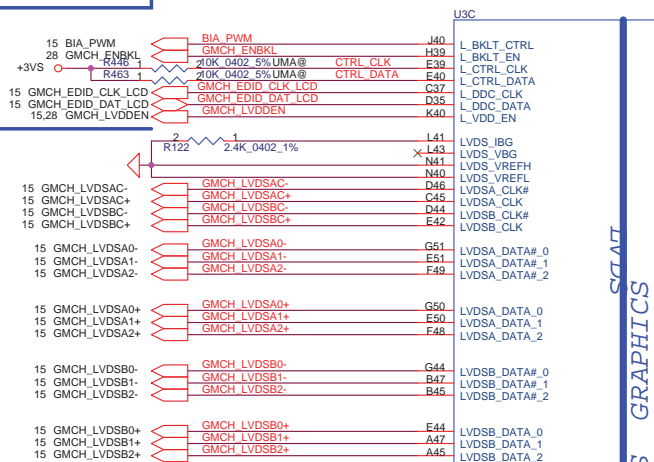 U3C
15 BIA_PWM BIA_PWM J40 L_BKLT_CTRL
28 GMCH_ENBKL GMCH_ENBKL H39 L_BKLT_EN
+3VS R446 1 2 10K_0402_5%UMA@ CTRL_CLK E39 L_CTRL_CLK
R463 1 2 10K_0402_5%UMA@ CTRL_DATA E40 L_CTRL_DATA
15 GMCH_EDID_CLK_LCD GMCH_EDID_CLK_LCD C37 L_DDC_CLK
15 GMCH_EDID_DAT_LCD GMCH_EDID_DAT_LCD D35 L_DDC_DATA
15,28 GMCH_LVDDEN GMCH_LVDDEN K40 L_VDD_EN
2 1 L41 LVDS_IBG
R122 2.4K_0402_1% L43 LVDS_VBG
N41 LVDS_VREFH
N40 LVDS_VREFL
15 GMCH_LVDSAC- GMCH_LVDSAC- D46 LVDSA_CLK#
15 GMCH_LVDSAC+ GMCH_LVDSAC+ C45 LVDSA_CLK
15 GMCH_LVDSBC- GMCH_LVDSBC- D44 LVDSB_CLK#
15 GMCH_LVDSBC+ GMCH_LVDSBC+ E42 LVDSB_CLK
15 GMCH_LVDSA0- GMCH_LVDSA0- G51 LVDSA_DATA#_0
15 GMCH_LVDSA1- GMCH_LVDSA1- E51 LVDSA_DATA#_1
15 GMCH_LVDSA2- GMCH_LVDSA2- F49 LVDSA_DATA#_2
15 GMCH_LVDSA0+ GMCH_LVDSA0+ G50 LVDSA_DATA_0
15 GMCH_LVDSA1+ GMCH_LVDSA1+ E50 LVDSA_DATA_1
15 GMCH_LVDSA2+ GMCH_LVDSA2+ F48 LVDSA_DATA_2
15 GMCH_LVDSB0- GMCH_LVDSB0- G44 LVDSB_DATA#_0
15 GMCH_LVDSB1- GMCH_LVDSB1- B47 LVDSB_DATA#_1
15 GMCH_LVDSB2- GMCH_LVDSB2- B45 LVDSB_DATA#_2
15 GMCH_LVDSB0+ GMCH_LVDSB0+ E44 LVDSB_DATA_0
15 GMCH_LVDSB1+ GMCH_LVDSB1+ A47 LVDSB_DATA_1
15 GMCH_LVDSB2+ GMCH_LVDSB2+ A45 LVDSB_DATA_2
LVDS
GRAPHICS